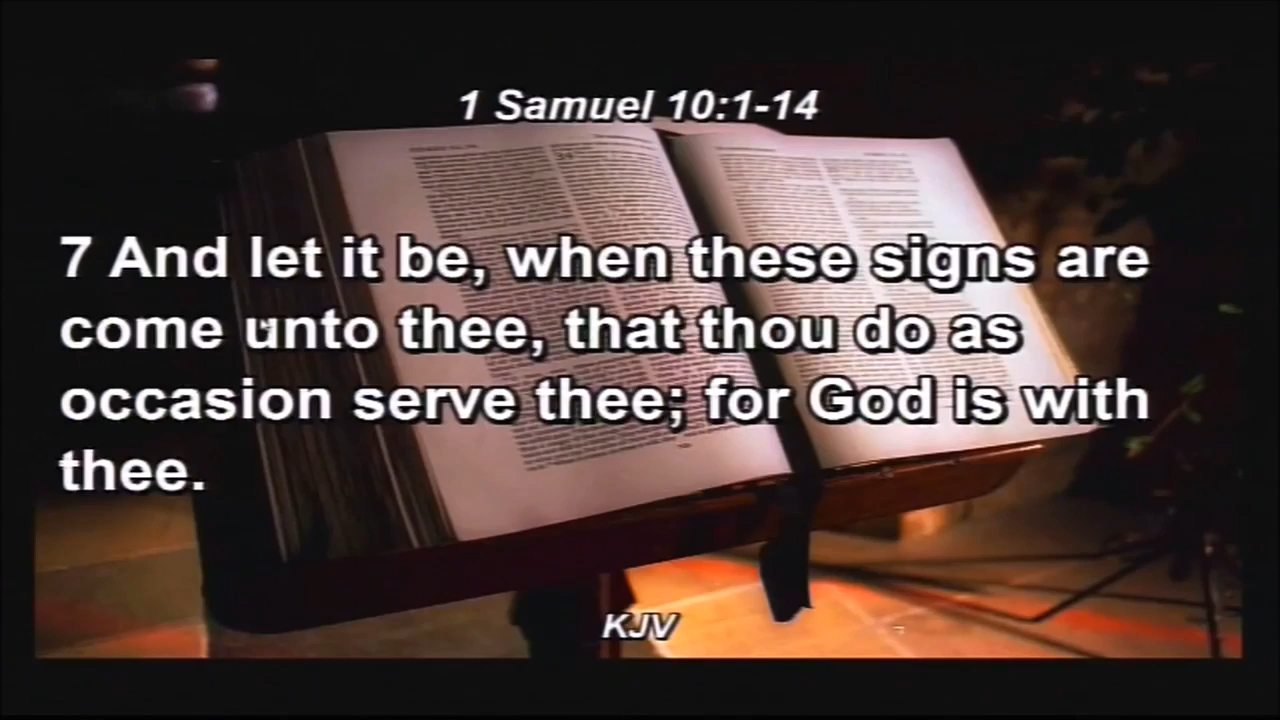 1 Samuel 10:1-14
7 And let it be, when these signs are
come unto thee, that thou do as
occasion serve thee; for God is with
thee.
KJV